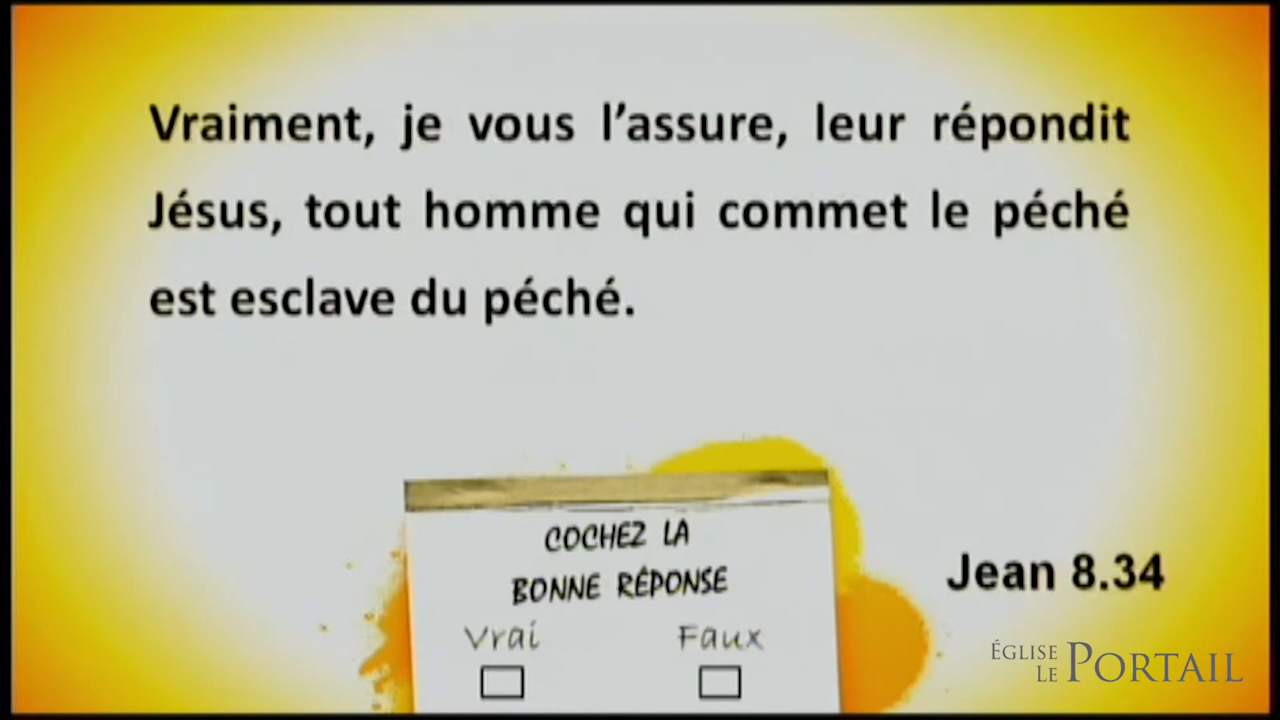 Vraiment, je vous l’assure, leur répondit
Jésus, tout homme qui commet le péché
est esclave du péché.
COCHEZ LA
BONNE RÉPONSE
Vrai Faux
Jean 8.34
ÉGLISE
LE PORTAIL